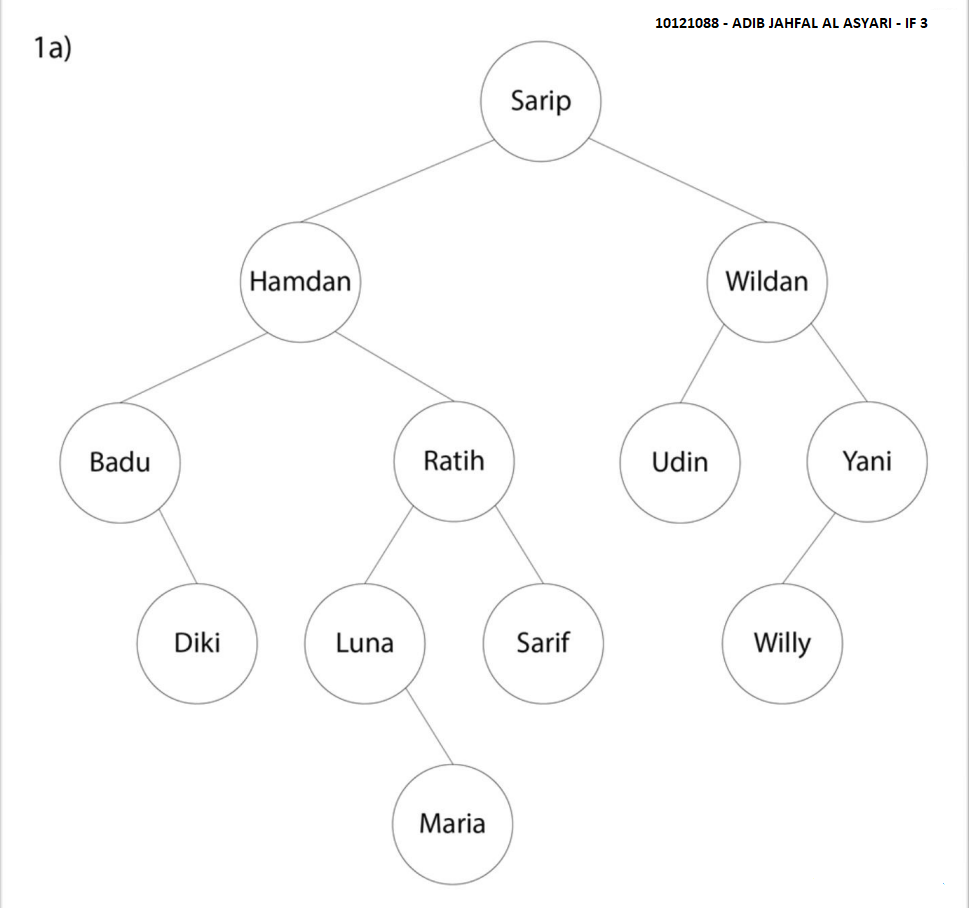 10121088 - ADIB JAHFAL AL ASYARI - IF 3
1a)
Sarip
Hamdan
Wildan
Badu
Ratih
Udin
Yani
Diki
Luna
Sarif
Willy
Maria